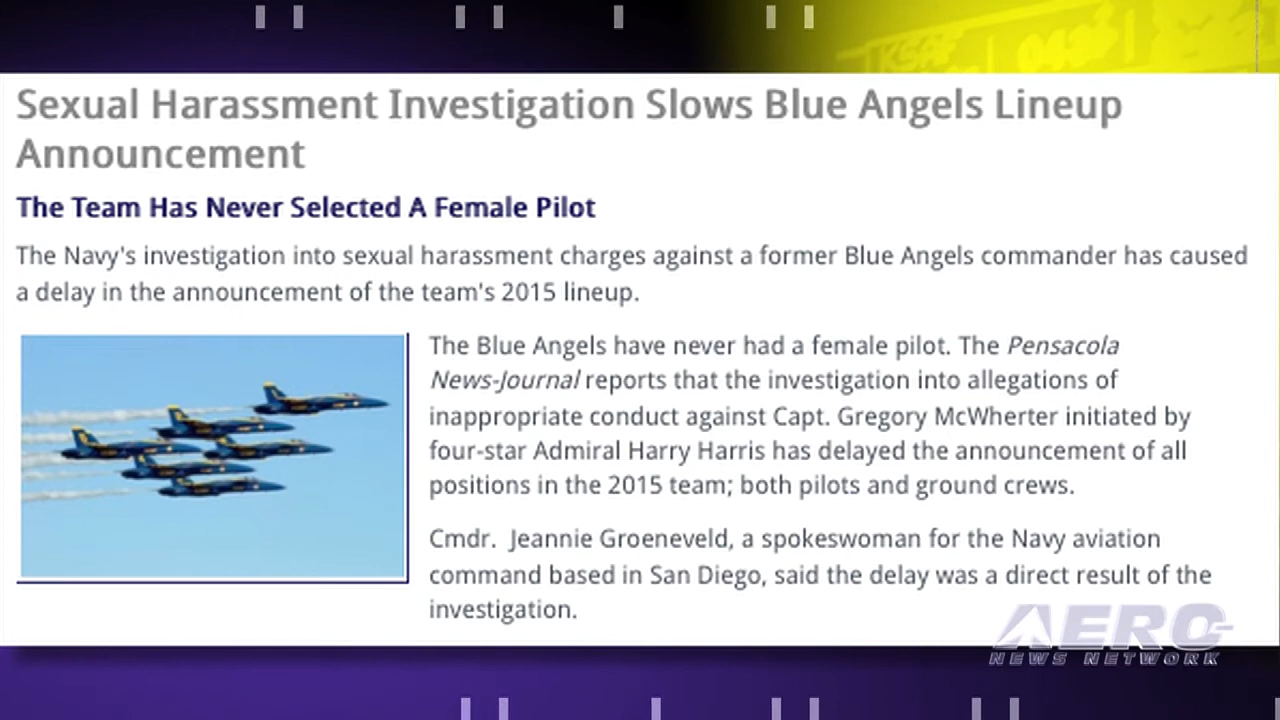 Sexual Harassment Investigation Slows Blue Angels Lineup
Announcement
The Team Has Never Selected A Female Pilot
The Navy's investigation into sexual harassment charges against a former Blue Angels commander has caused
a delay in the announcement of the team's 2015 lineup.
The Blue Angels have never had a female pilot. The Pensacola
News-Journal reports that the investigation into allegations of
inappropriate conduct against Capt. Gregory McWherter initiated by
four-star Admiral Harry Harris has delayed the announcement of all
positions in the 2015 team; both pilots and ground crews.
Cmdr.  Jeannie Groeneveld, a spokeswoman for the Navy aviation
command based in San Diego, said the delay was a direct result of the
investigation.
AERO
NEWS NETWORK